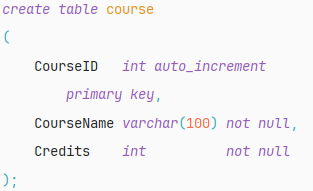 create table course
(
    CourseID   int auto_increment
        primary key,
    CourseName varchar(100) not null,
    Credits    int          not null
);